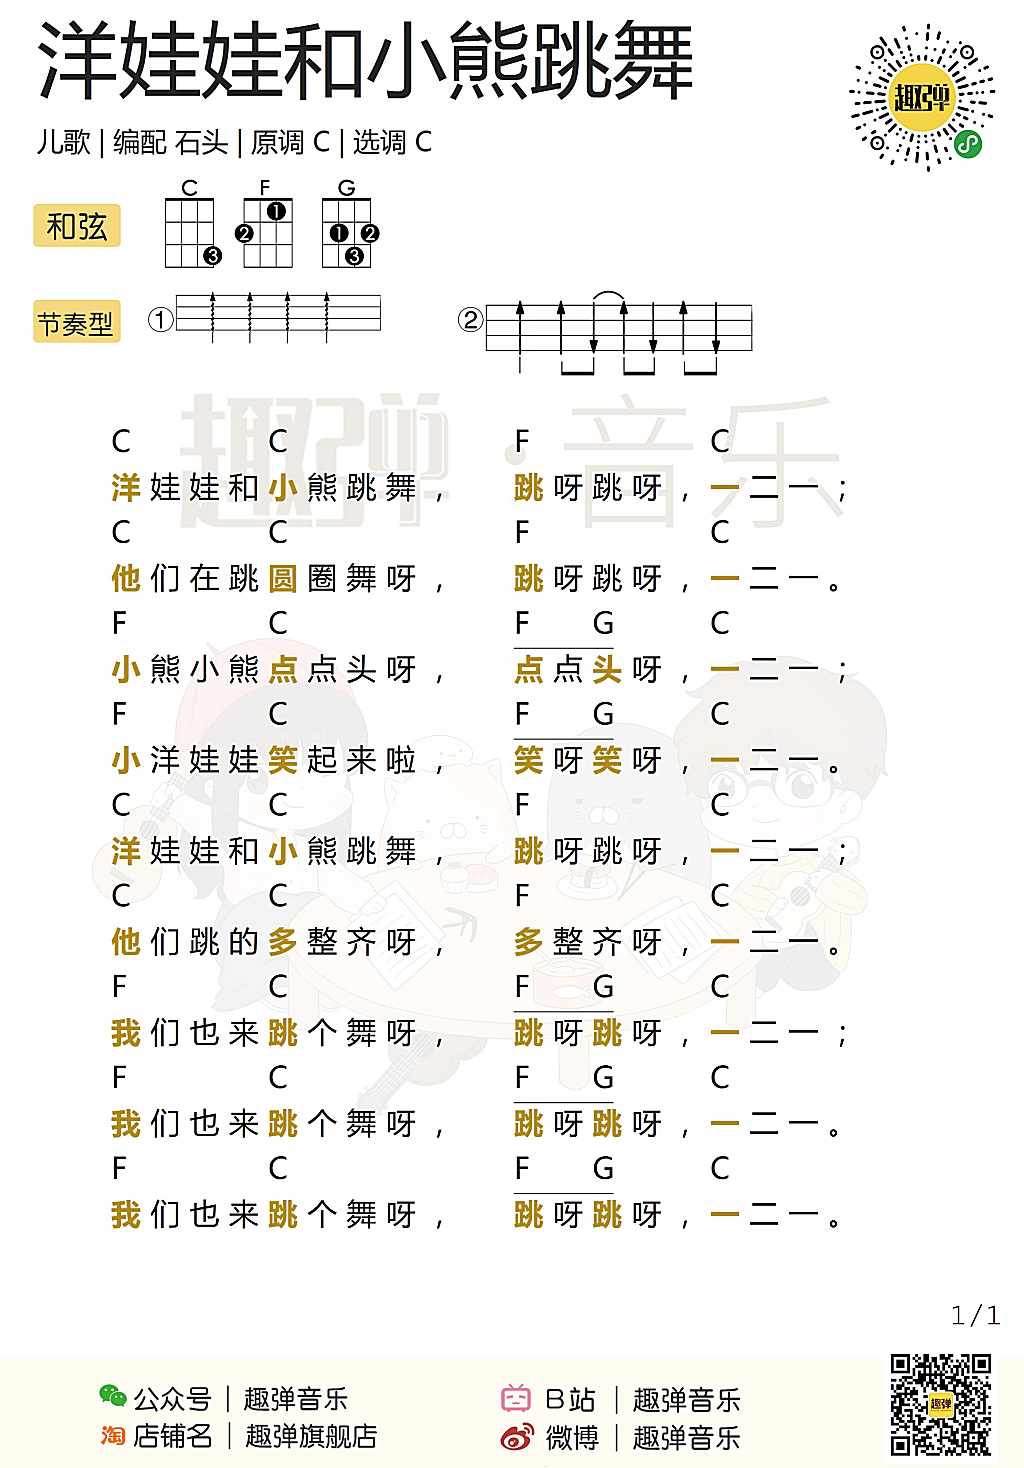 洋娃娃和小熊跳舞
趣弹
儿歌 | 编配 石头 | 原调 C | 选调 C
和弦
C F G
3 2 1 1 2 3
节奏型 ① ②
趣弹·音乐
C C F C
洋娃娃和小熊跳舞，跳呀跳呀，一二一；
C C F C
他们在跳圆圈舞呀，跳呀跳呀，一二一。
F C F G C
小熊小熊点点头呀，点点头呀，一二一；
F C F G C
小洋娃娃笑起来啦，笑呀笑呀，一二一。
C C F C
洋娃娃和小熊跳舞，跳呀跳呀，一二一；
C C F C
他们跳的多整齐呀，多整齐呀，一二一。
F C F G C
我们也来跳个舞呀，跳呀跳呀，一二一；
F C F G C
我们也来跳个舞呀，跳呀跳呀，一二一。
F C F G C
我们也来跳个舞呀，跳呀跳呀，一二一。
1/1
公众号 | 趣弹音乐 B站 | 趣弹音乐
淘 店铺名 | 趣弹旗舰店 微博 | 趣弹音乐
趣弹